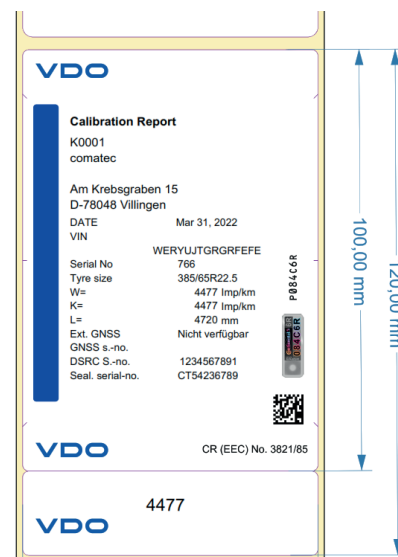 VDO
Calibration Report
K0001
comatec
Am Krebsgraben 15
D-78048 Villingen
DATE Mar 31, 2022
VIN
WERYUJTGRGRFEFE
Serial No 766
Tyre size 385/65R22.5
W= 4477 Imp/km
K= 4477 Imp/km
L= 4720 mm
Ext. GNSS Nicht verfügbar
GNSS s.-no.
DSRC S.-no. 1234567891
Seal. serial-no. CT54236789
P084C6R
084C6R
VDO
CR (EEC) No. 3821/85
4477
VDO
100,00 mm
120,00 mm